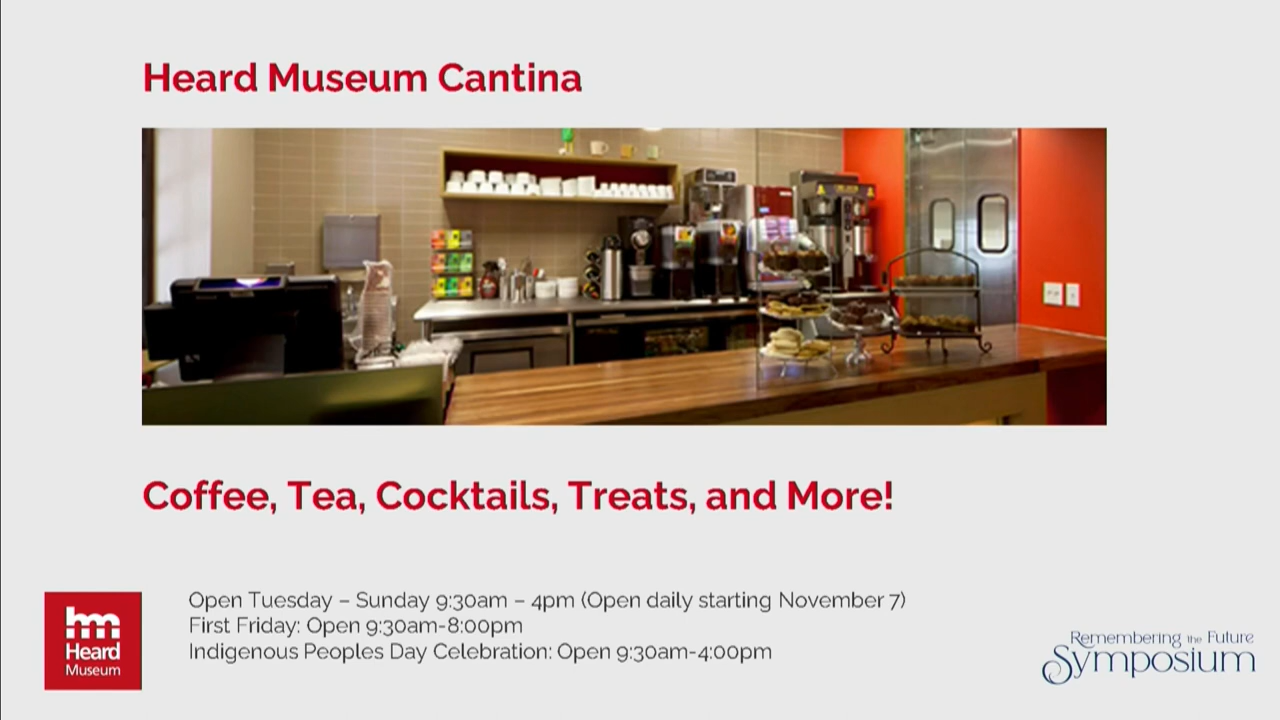 Heard Museum Cantina
Coffee, Tea, Cocktails, Treats, and More!
Open Tuesday – Sunday 9:30am – 4pm (Open daily starting November 7)
First Friday: Open 9:30am-8:00pm
Indigenous Peoples Day Celebration: Open 9:30am-4:00pm
hm
Heard
Museum
Remembering the Future
Symposium